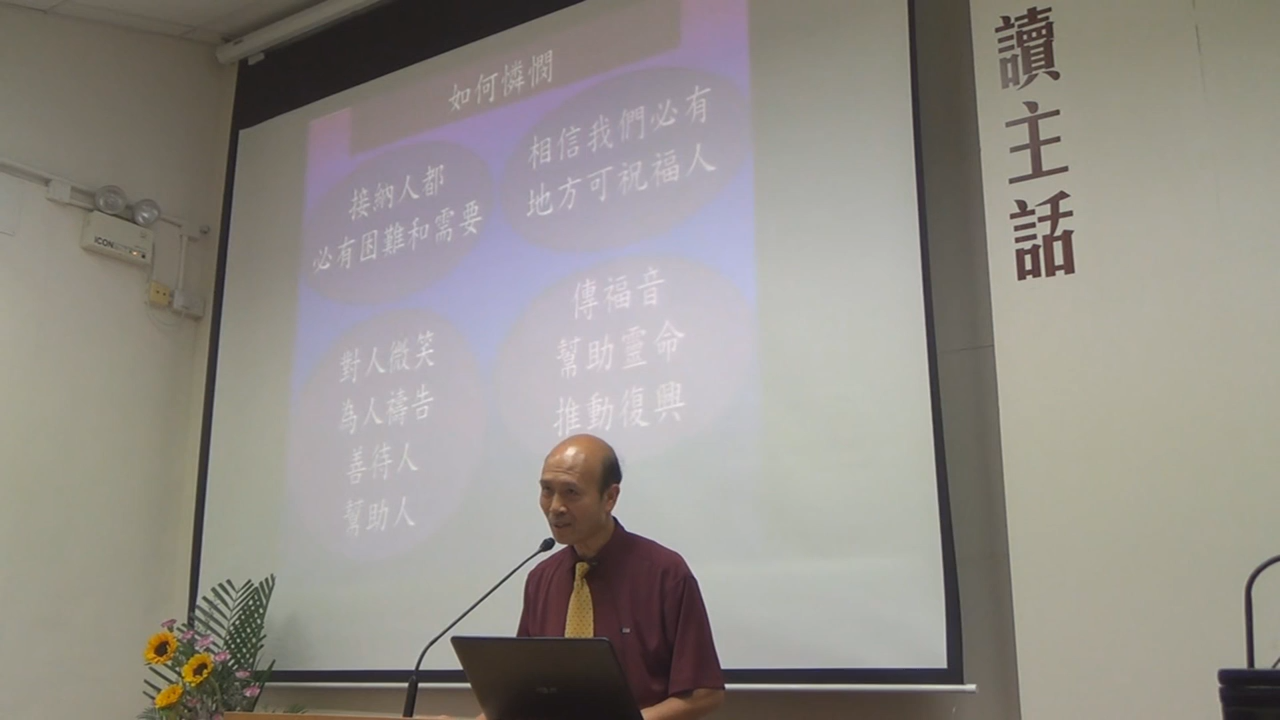 如何憐憫
接納人都
必有困難和需要
相信我們必有
地方可祝福人
對人微笑
為人禱告
善待人
幫助人
傳福音
幫助靈命
推動復興
讀主話
ICON